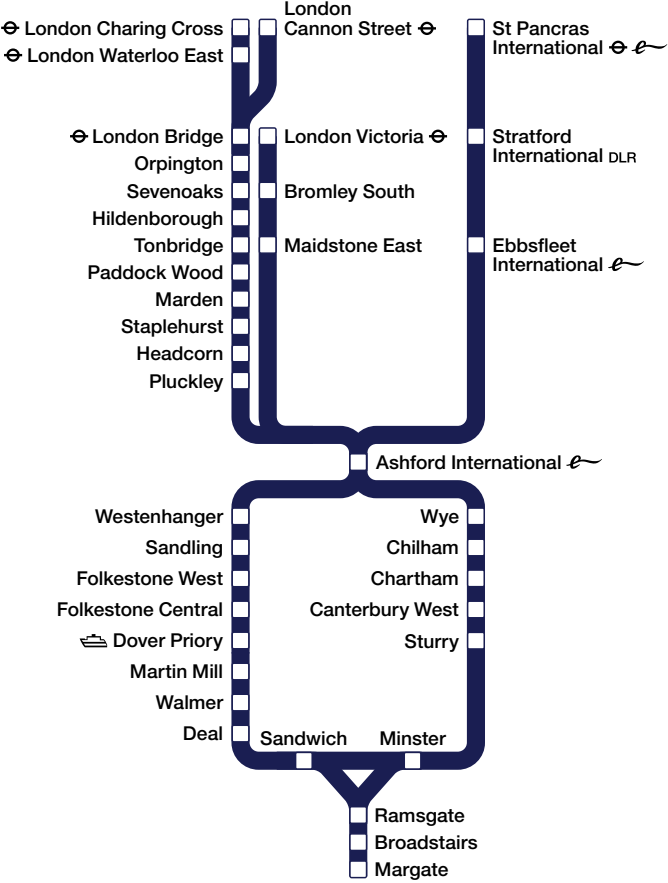 London Charing Cross
London
Cannon Street
St Pancras
International
London Waterloo East
London Bridge
London Victoria
Stratford
International DLR
Orpington
Sevenoaks
Bromley South
Hildenborough
Tonbridge
Maidstone East
Ebbsfleet
International
Paddock Wood
Marden
Staplehurst
Headcorn
Pluckley
Ashford International
Westenhanger
Wye
Sandling
Chilham
Folkestone West
Chartham
Folkestone Central
Canterbury West
Dover Priory
Sturry
Martin Mill
Walmer
Deal
Sandwich
Minster
Ramsgate
Broadstairs
Margate